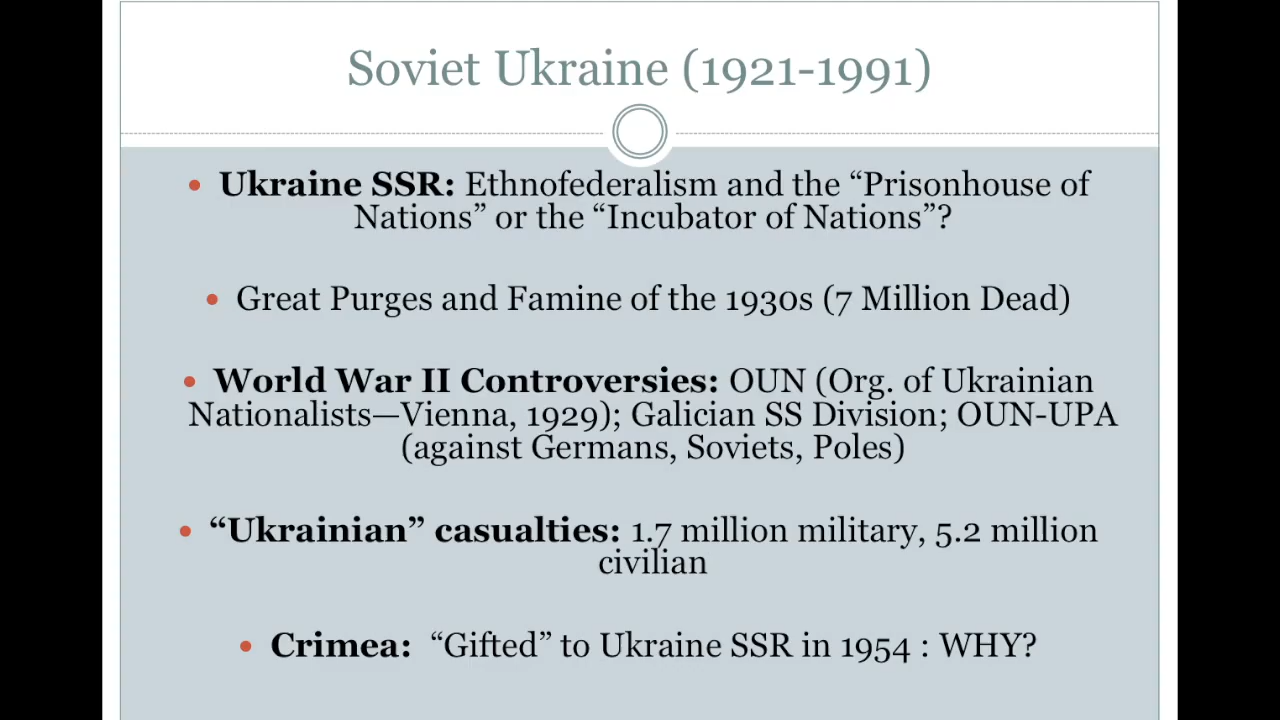 Soviet Ukraine (1921-1991)
• Ukraine SSR: Ethnofederalism and the “Prisonhouse of
Nations” or the “Incubator of Nations”?
• Great Purges and Famine of the 1930s (7 Million Dead)
• World War II Controversies: OUN (Org. of Ukrainian
Nationalists—Vienna, 1929); Galician SS Division; OUN-UPA
(against Germans, Soviets, Poles)
• “Ukrainian” casualties: 1.7 million military, 5.2 million
civilian
• Crimea: “Gifted” to Ukraine SSR in 1954 : WHY?